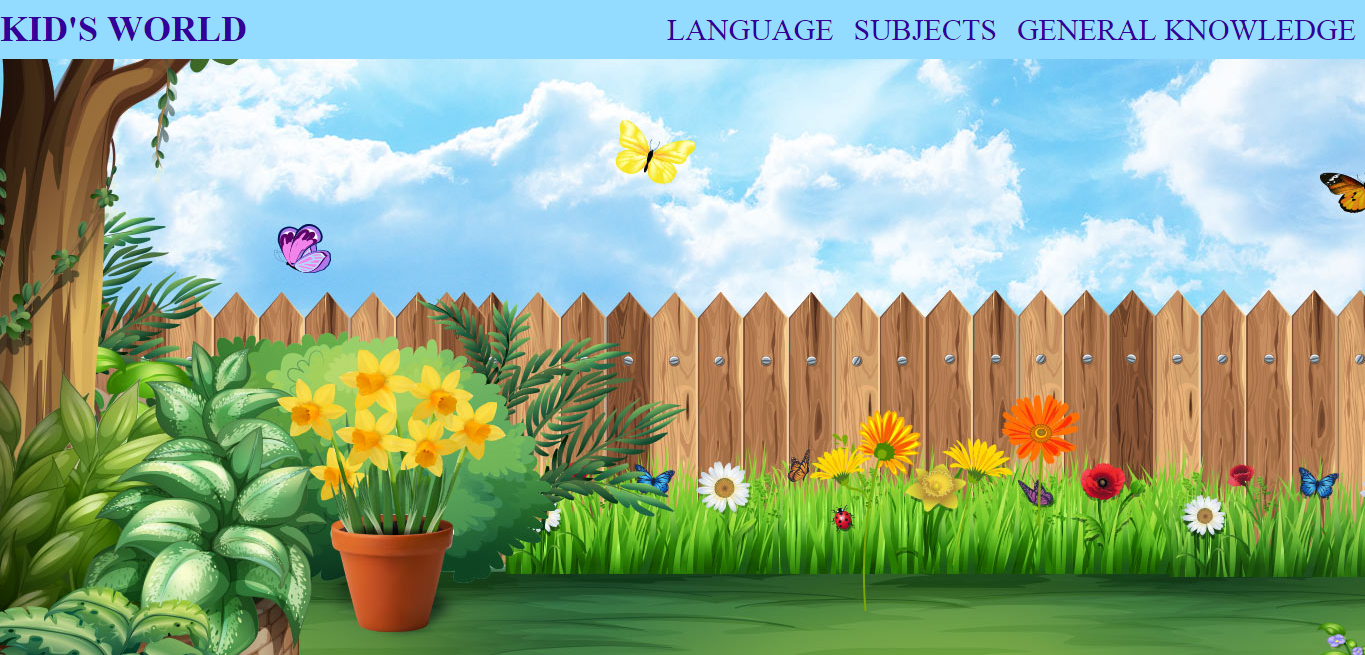 KID'S WORLD
LANGUAGE SUBJECTS GENERAL KNOWLEDGE